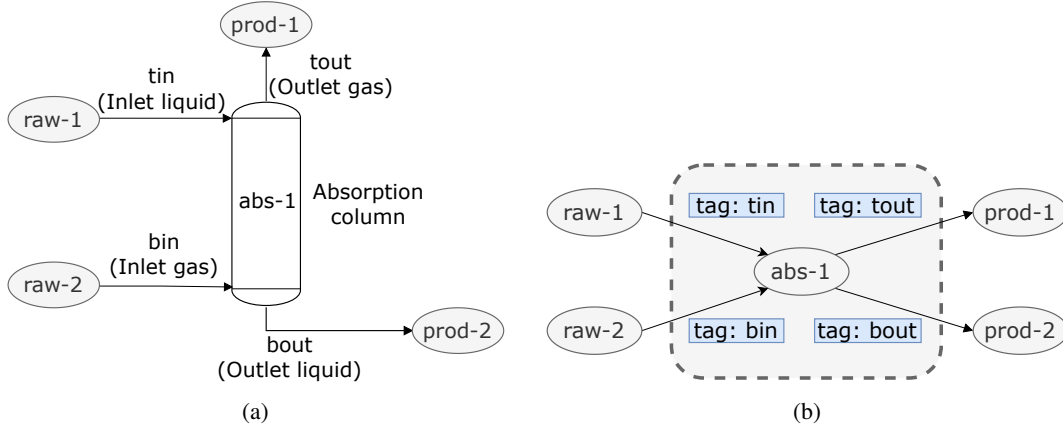 prod-1
tout
(Outlet gas)
tin
(Inlet liquid)
raw-1
abs-1
Absorption
column
bin
(Inlet gas)
raw-2
prod-2
bout
(Outlet liquid)
(a)
tag: tin
tag: tout
raw-1
prod-1
abs-1
raw-2
prod-2
tag: bin
tag: bout
(b)